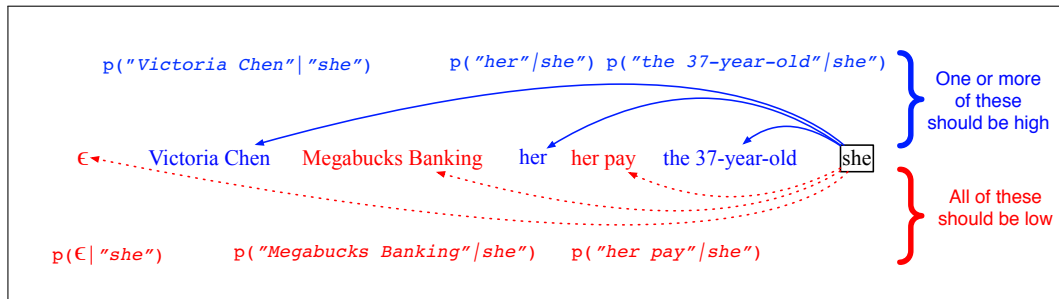 p("Victoria Chen"|"she") p("her"|she") p("the 37-year-old"|she")
One or more
of these
should be high
ϵ Victoria Chen Megabucks Banking her her pay the 37-year-old she
All of these
should be low
p(ϵ|"she") p("Megabucks Banking"|she") p("her pay"|she")